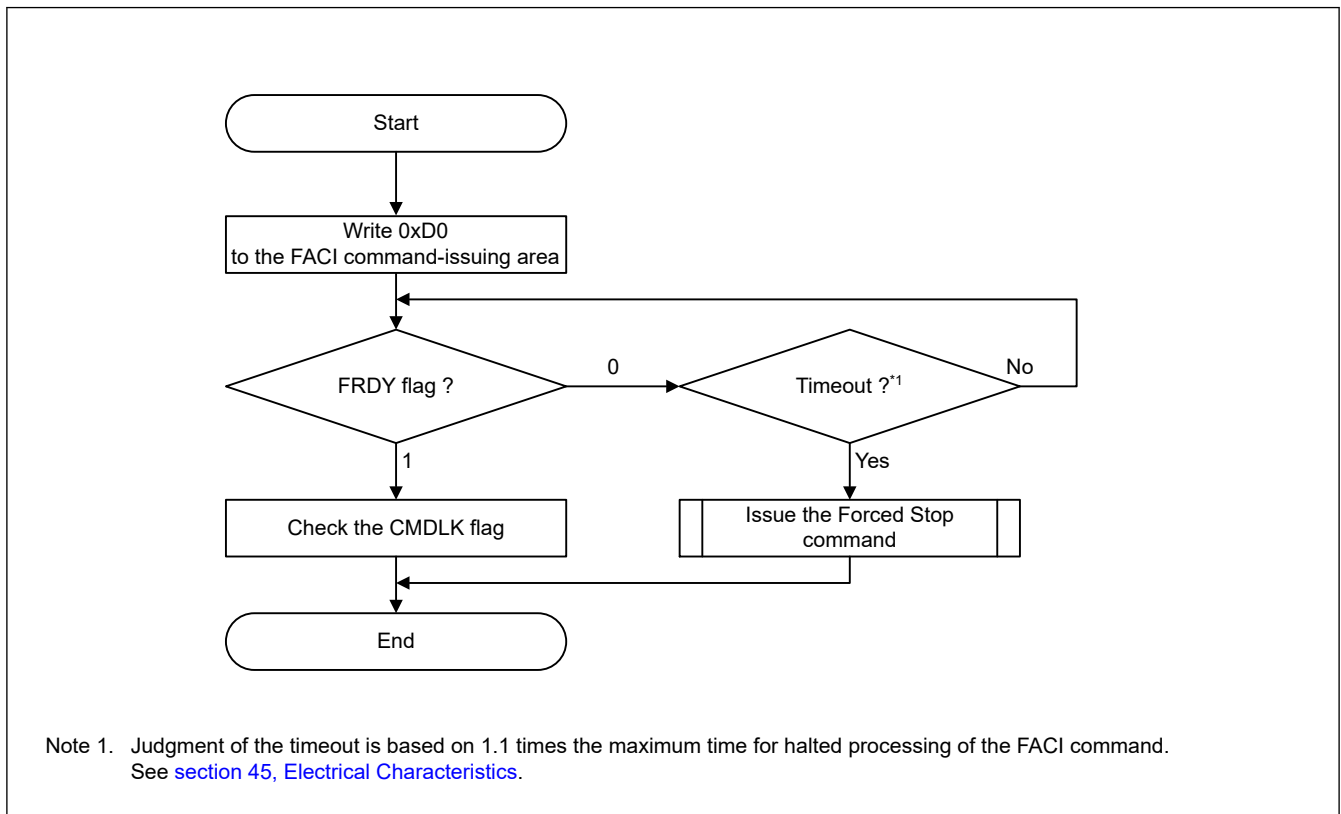 Start
Write 0xD0
to the FACI command-issuing area
FRDY flag ?
0
Timeout ?*1
No
1
Yes
Check the CMDLK flag
Issue the Forced Stop
command
End
Note 1. Judgment of the timeout is based on 1.1 times the maximum time for halted processing of the FACI command.
See section 45, Electrical Characteristics.